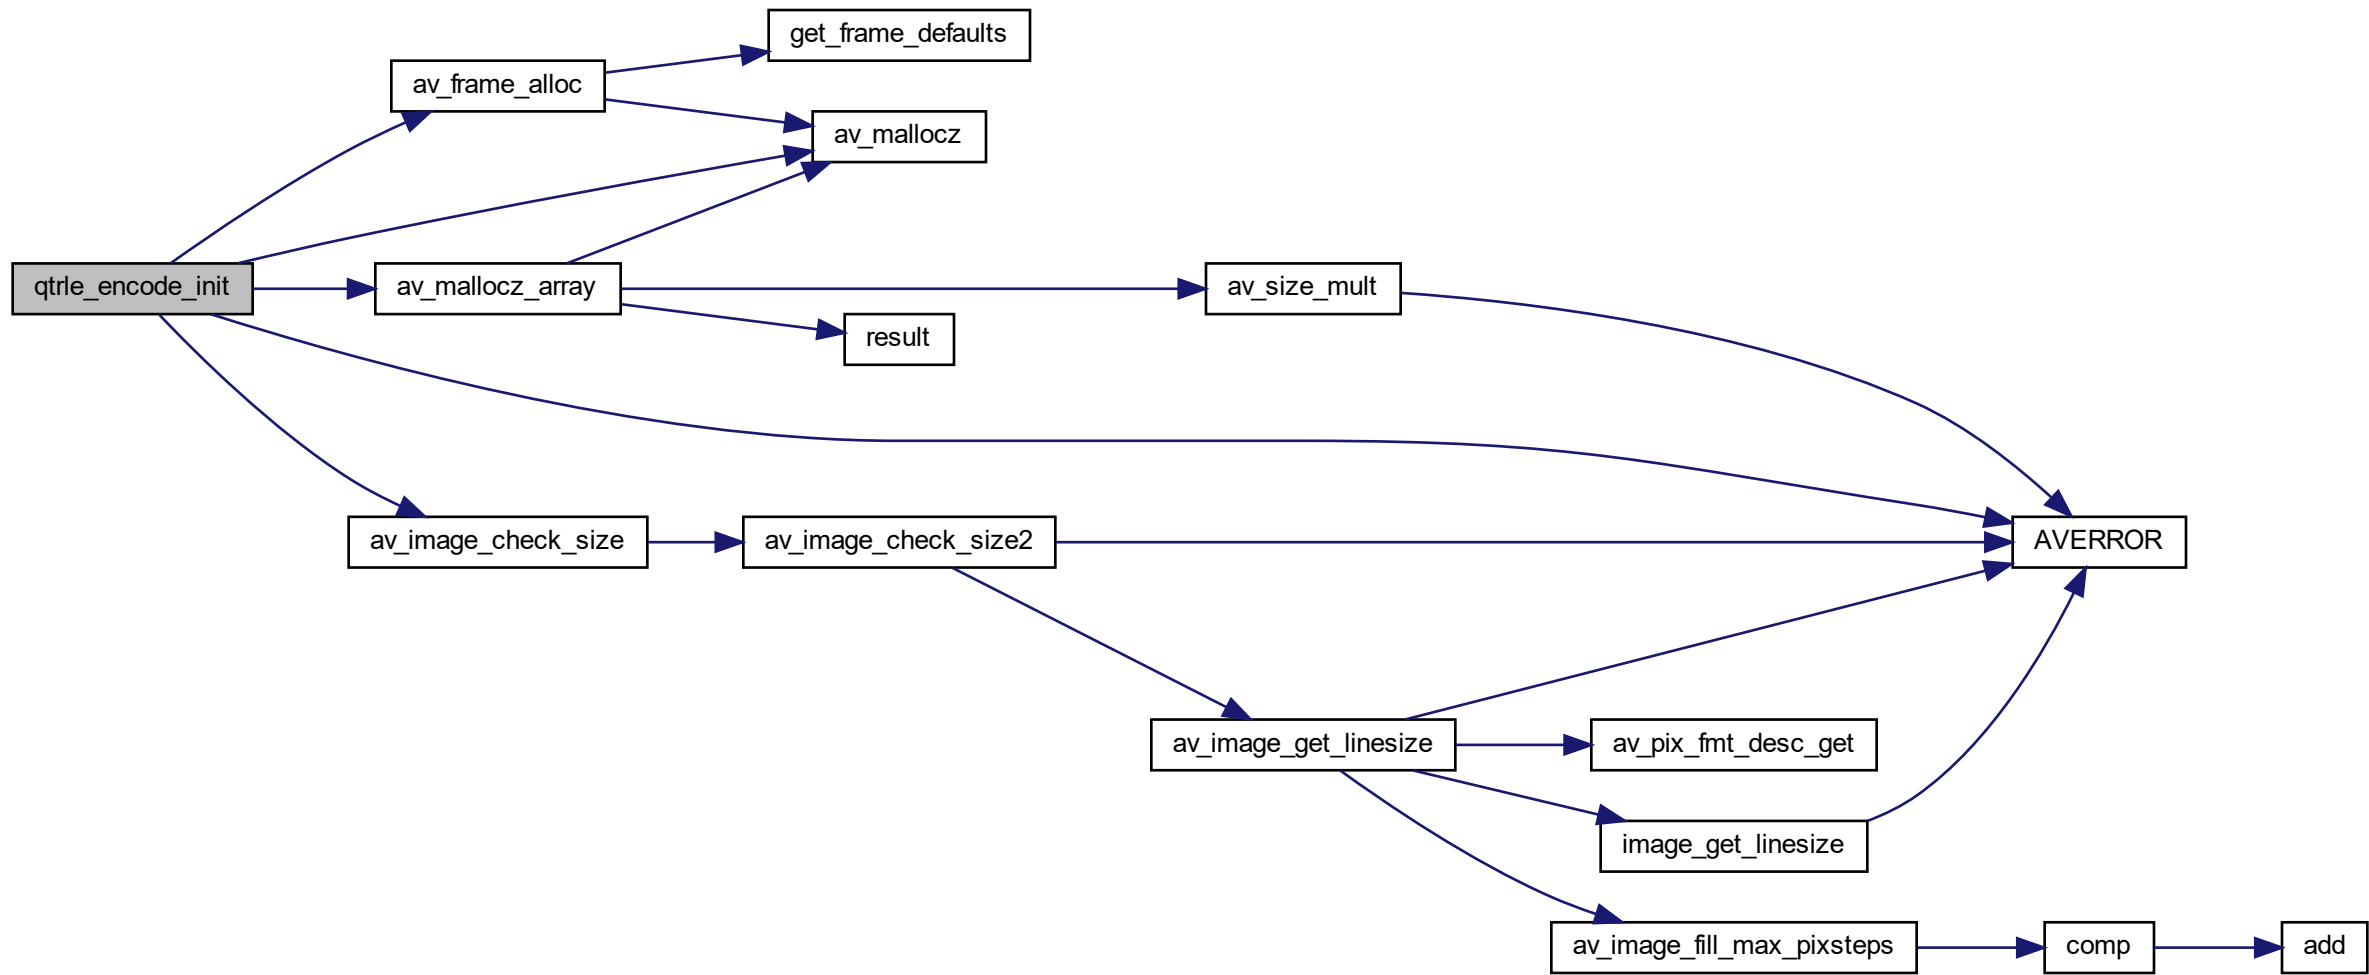 get_frame_defaults
av_frame_alloc
av_mallocz
qtrle_encode_init
av_mallocz_array
av_size_mult
result
av_image_check_size
av_image_check_size2
AVERROR
av_image_get_linesize
av_pix_fmt_desc_get
image_get_linesize
av_image_fill_max_pixsteps
comp
add